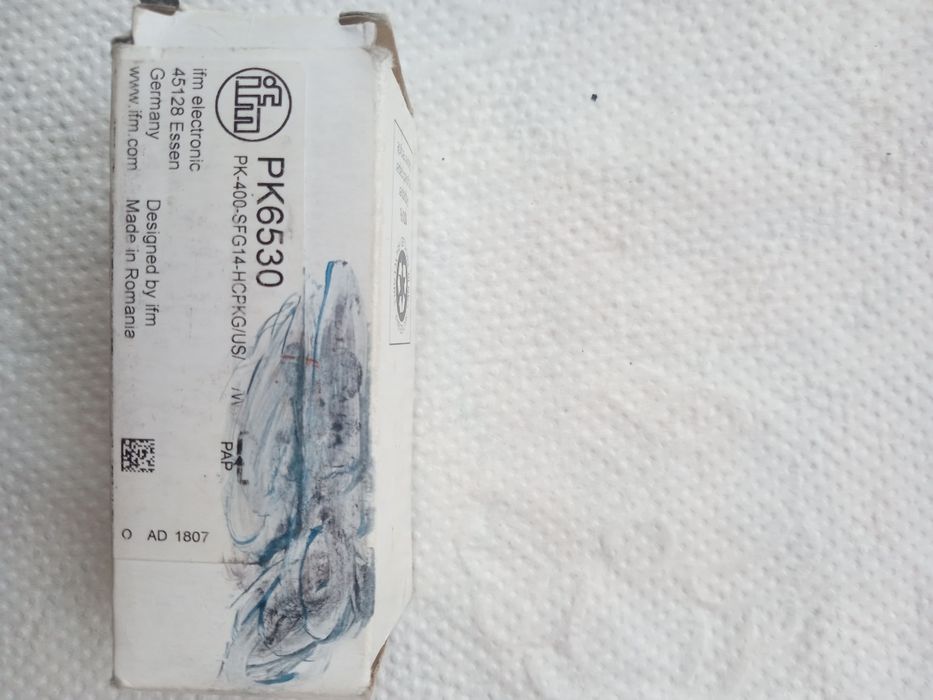 ifm
PK6530
PK-400-SFG14-HCPKG/US/ /W
ifm electronic
45128 Essen
Germany
www.ifm.com
Designed by ifm
Made in Romania
PAP
O AD 1807